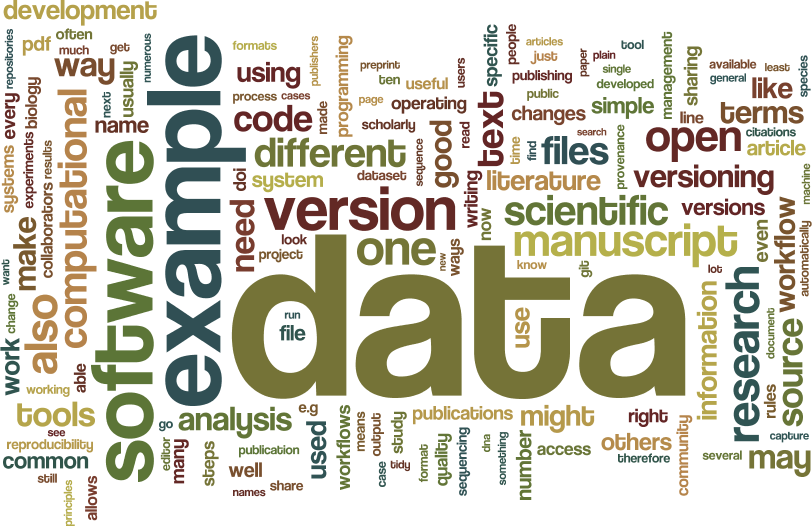 development
repositories
pdf
often
much
get
numerous
way
usually
next
name
every
biology
systems
experiments
collaborators
results
computational
software
example
formats
publishers
using
process
cases
made
code
programming
preprint
ten
useful
page
operating
scholarly
users
specific
people
articles
just
publishing
public
changes
text
read
good
sequence
dataset
different
system
doi
need
version
look
project
one
new
ways
writing
now
literature
time
find
files
search
paper
plain
single
tool
developed
simple
management
sharing
provenance
open
line
available
general
least
like
species
terms
citations
article
versioning
versions
machine
scientific
manuscript
know
git
lot
even
workflow
automatically
data
run
file
use
information
research
document
source
rules
capture
may
several
want
make
change
work
also
able
working
tools
see
reproducibility
common
still
principles
allows
go
editor
many
analysis
steps
publication
well
names
share
e.g
used
workflows
means
case
output
tidy
study
publications
format
quality
sequencing
dna
something
number
might
access
right
others
therefore
community